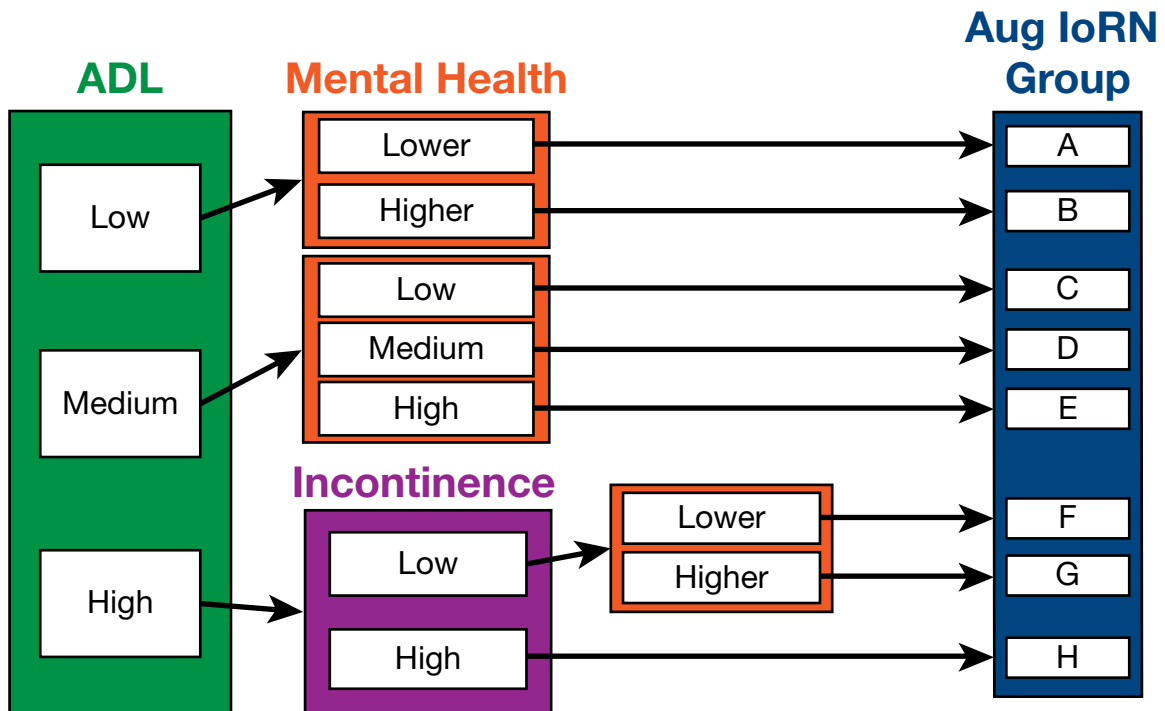 Aug IoRN
Group
ADL
Mental Health
Lower
A
Low
Higher
B
Low
C
Medium
Medium
D
High
E
Incontinence
Lower
F
Low
Higher
G
High
High
H